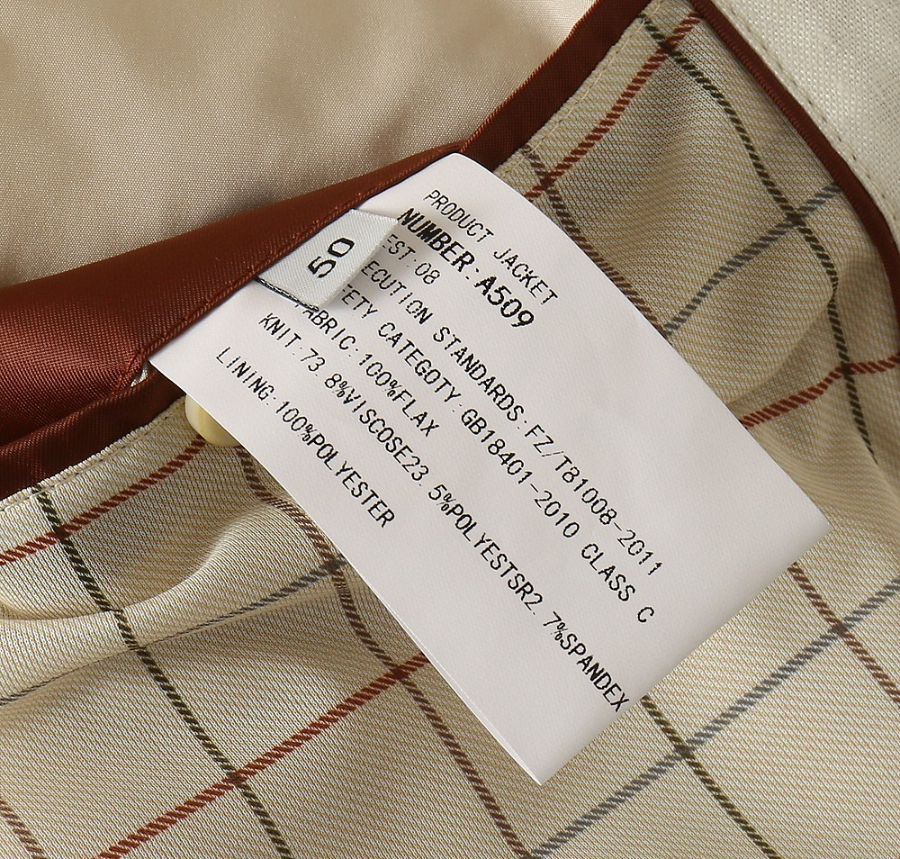 PRODUCT JACKET
NUMBER:A509
EST:08
ECUTION STANDARDS:FZ/T81008-2011
FETY CATEGOTY:GB18401-2010 CLASS C
FABRIC:100%FLAX
KNIT:73.8%VISCOSE23.5%POLYESTSR2.7%SPANDEX
LINING:100%POLYESTER
50